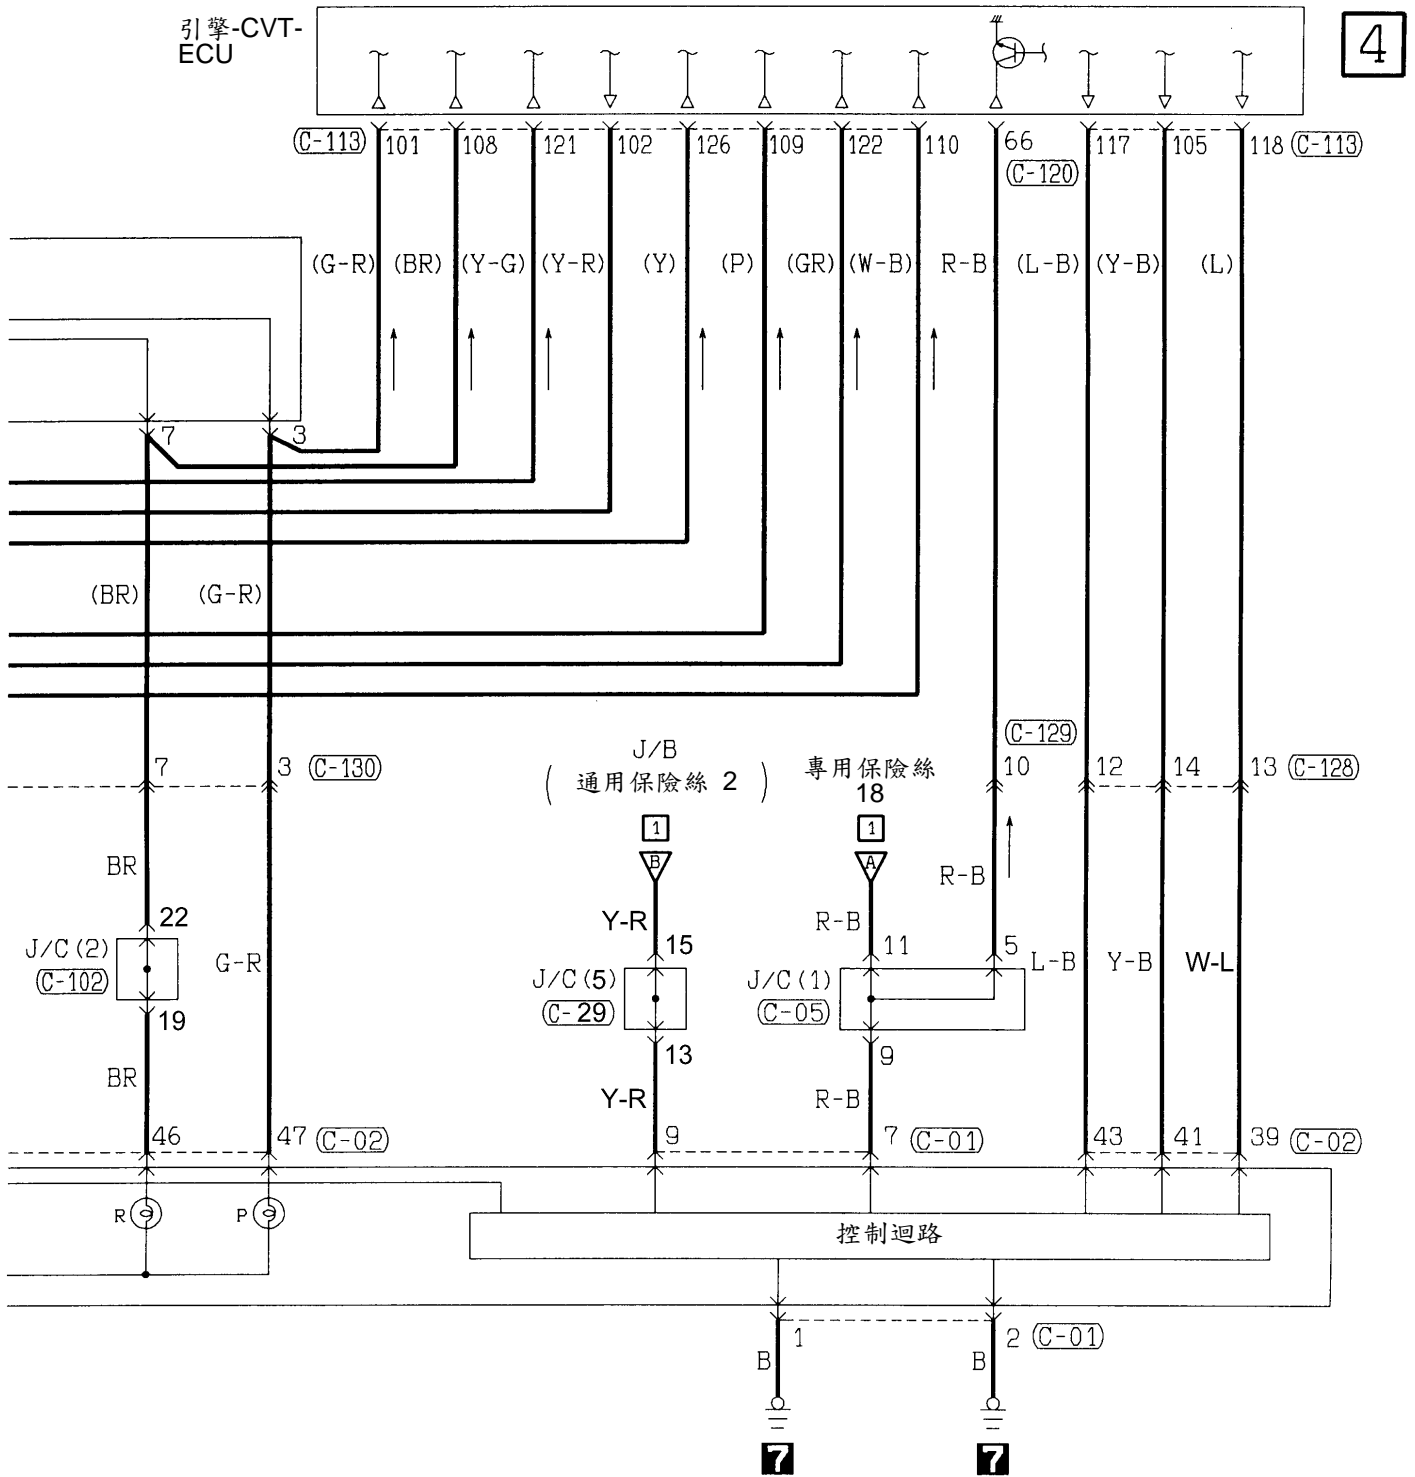 引擎-CVT-
ECU
4
C-113 101 108 121 102 126 109 122 110 66 117 105 118 C-113
C-120
(G-R) (BR) (Y-G) (Y-R) (Y) (P) (GR) (W-B) R-B (L-B) (Y-B) (L)
7 3
(BR) (G-R)
C-129
J/B
(通用保險絲 2)
專用保險絲
18
7 3 C-130 10 12 14 13 C-128
1 1
B A
BR R-B
Y-R R-B
22 15 11 5
J/C(2)
C-102
G-R
J/C(5)
C-29
J/C(1)
C-05
L-B Y-B W-L
19 13 9
BR Y-R R-B
46 47 C-02 9 7 C-01 43 41 39 C-02
R P
控制迴路
1 2 C-01
B B
7 7